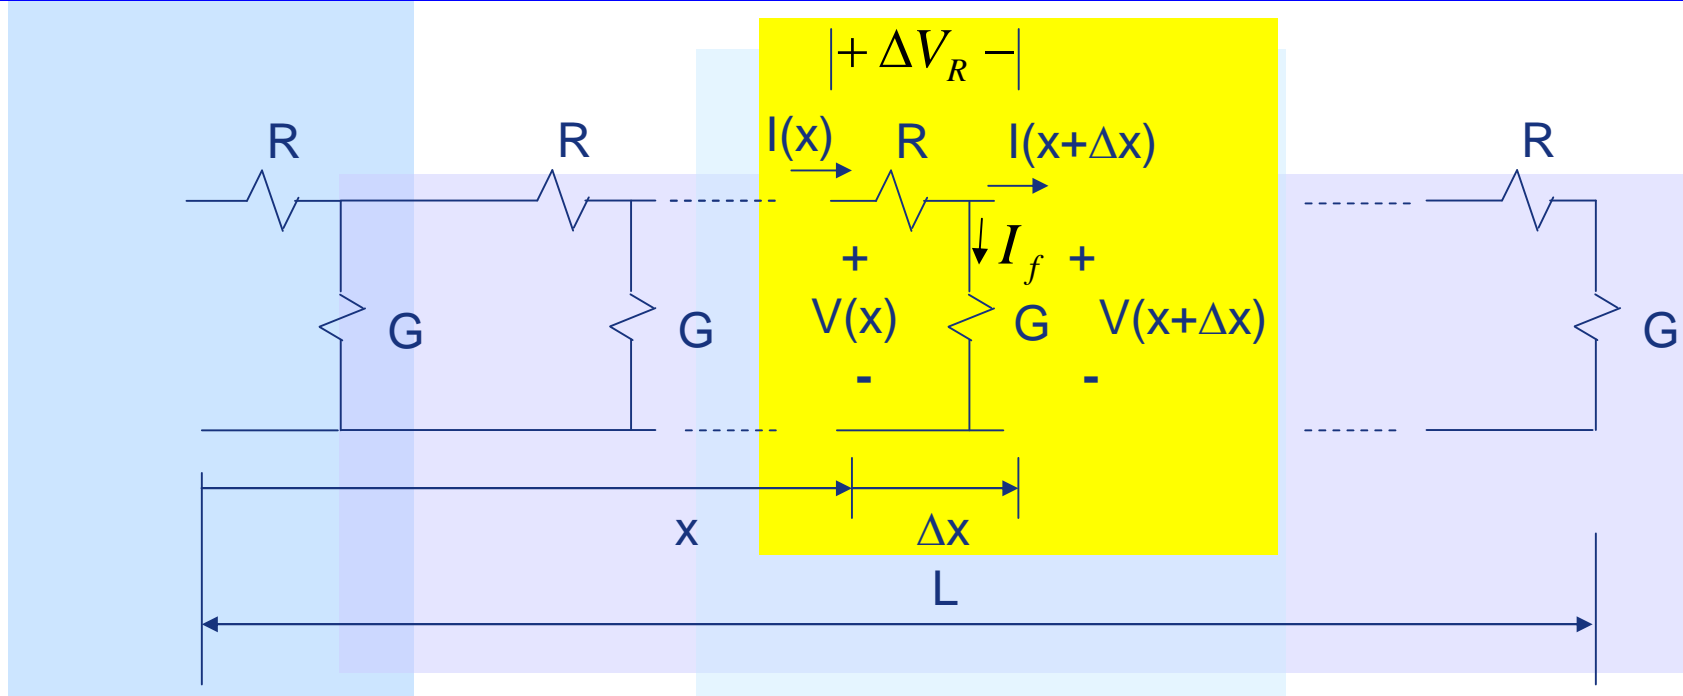 |+ ΔV_R −|
R R I(x) R I(x+Δx) R
I_f
+ +
G G V(x) G V(x+Δx) G
- -
x Δx
L